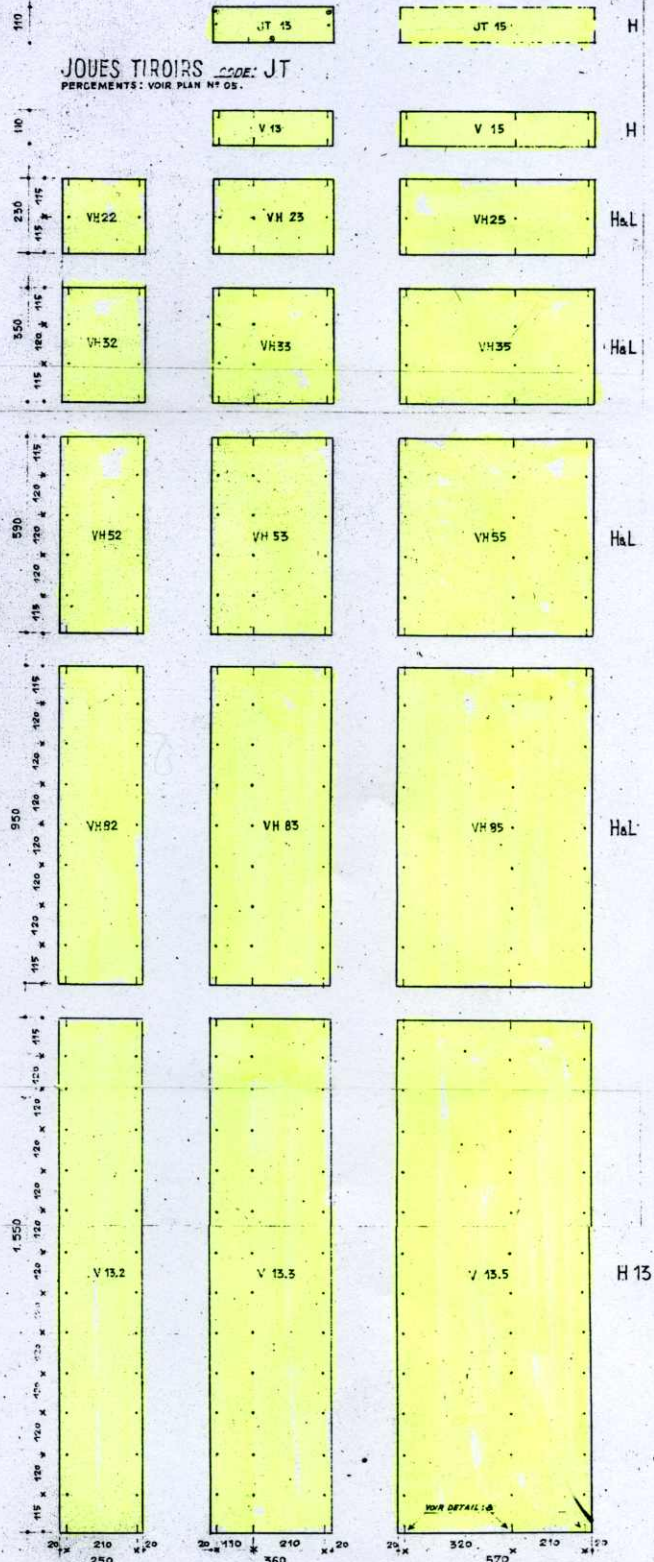 110 JT 13 JT 15 H
JOUES TIROIRS CODE: JT
PERCEMENTS: VOIR PLAN N° 05.
110 V 13 V 15 H
230 115 115 VH22 VH 23 VH25 H&L
350 115 120 115 VH32 VH33 VH35 H&L
590 115 120 120 120 115 VH52 VH 53 VH55 H&L
950 115 120 120 120 120 120 120 115 VH82 VH 83 VH 85 H&L
1.550 115 120 120 120 120 120 120 120 120 120 120 115 V 13.2 V 13.3 V 13.5 H 13
VOIR DETAIL: B
20 210 20 20 110 210 20 20 320 210 20
250 360 570